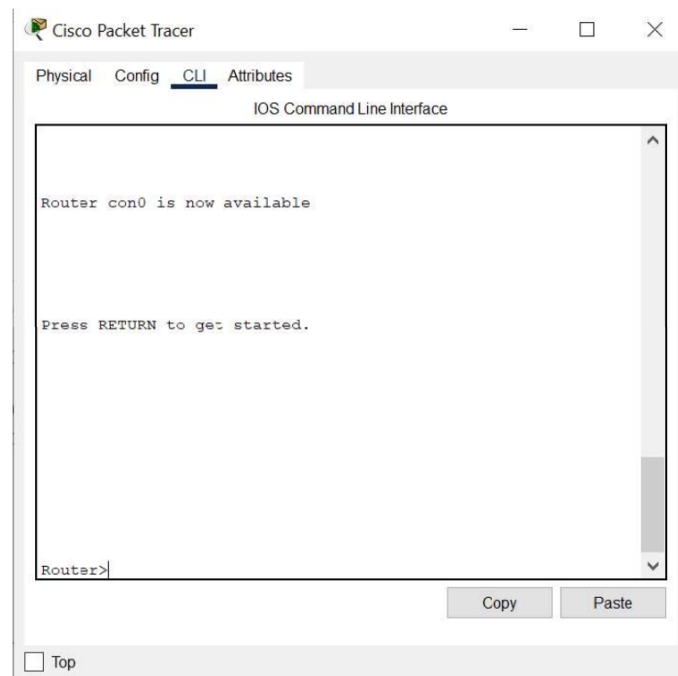 Cisco Packet Tracer
Physical Config CLI Attributes
IOS Command Line Interface
Router con0 is now available
Press RETURN to get started.
Router>
Copy Paste
Top